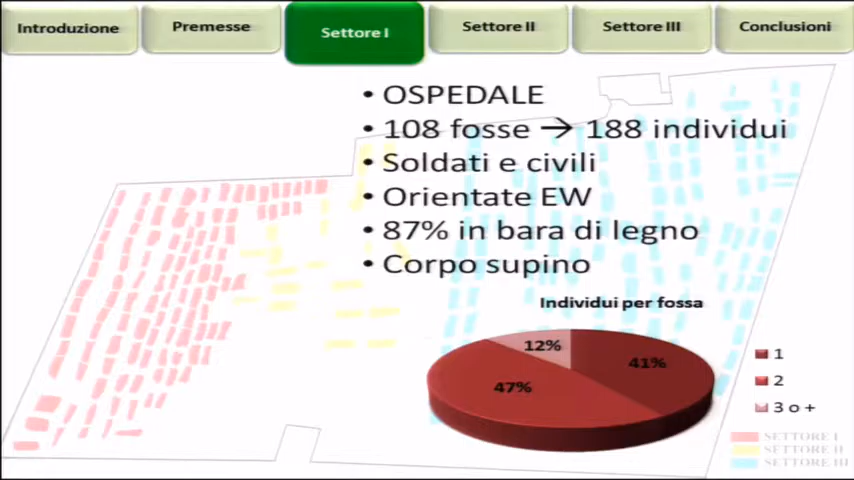 Introduzione
Premesse
Settore I
Settore II
Settore III
Conclusioni
• OSPEDALE
• 108 fosse → 188 individui
• Soldati e civili
• Orientate EW
• 87% in bara di legno
• Corpo supino
Individui per fossa
12%
41%
47%
1
2
3 o +
SETTORE I
SETTORE II
SETTORE III